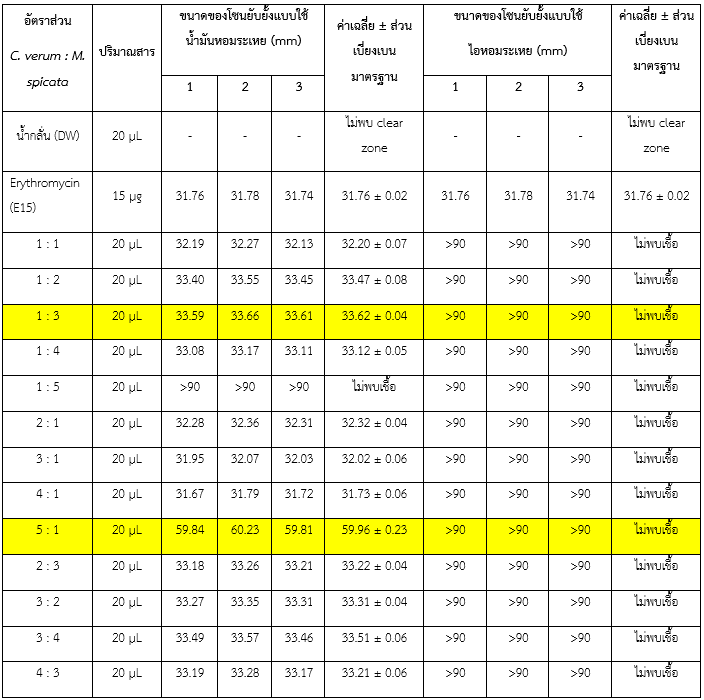 อัตราส่วน
C. verum : M.
spicata
ปริมาณสาร
ขนาดของโซนยับยั้งแบบใช้
น้ำมันหอมระเหย (mm)
ค่าเฉลี่ย ± ส่วน
เบี่ยงเบน
มาตรฐาน
ขนาดของโซนยับยั้งแบบใช้
ไอหอมระเหย (mm)
ค่าเฉลี่ย ± ส่วน
เบี่ยงเบน
มาตรฐาน
1 2 3 1 2 3
น้ำกลั่น (DW) 20 µL - - - ไม่พบ clear zone - - - ไม่พบ clear zone
Erythromycin (E15) 15 µg 31.76 31.78 31.74 31.76 ± 0.02 31.76 31.78 31.74 31.76 ± 0.02
1 : 1 20 µL 32.19 32.27 32.13 32.20 ± 0.07 >90 >90 >90 ไม่พบเชื้อ
1 : 2 20 µL 33.40 33.55 33.45 33.47 ± 0.08 >90 >90 >90 ไม่พบเชื้อ
1 : 3 20 µL 33.59 33.66 33.61 33.62 ± 0.04 >90 >90 >90 ไม่พบเชื้อ
1 : 4 20 µL 33.08 33.17 33.11 33.12 ± 0.05 >90 >90 >90 ไม่พบเชื้อ
1 : 5 20 µL >90 >90 >90 ไม่พบเชื้อ >90 >90 >90 ไม่พบเชื้อ
2 : 1 20 µL 32.28 32.36 32.31 32.32 ± 0.04 >90 >90 >90 ไม่พบเชื้อ
3 : 1 20 µL 31.95 32.07 32.03 32.02 ± 0.06 >90 >90 >90 ไม่พบเชื้อ
4 : 1 20 µL 31.67 31.79 31.72 31.73 ± 0.06 >90 >90 >90 ไม่พบเชื้อ
5 : 1 20 µL 59.84 60.23 59.81 59.96 ± 0.23 >90 >90 >90 ไม่พบเชื้อ
2 : 3 20 µL 33.18 33.26 33.21 33.22 ± 0.04 >90 >90 >90 ไม่พบเชื้อ
3 : 2 20 µL 33.27 33.35 33.31 33.31 ± 0.04 >90 >90 >90 ไม่พบเชื้อ
3 : 4 20 µL 33.49 33.57 33.46 33.51 ± 0.06 >90 >90 >90 ไม่พบเชื้อ
4 : 3 20 µL 33.19 33.28 33.17 33.21 ± 0.06 >90 >90 >90 ไม่พบเชื้อ